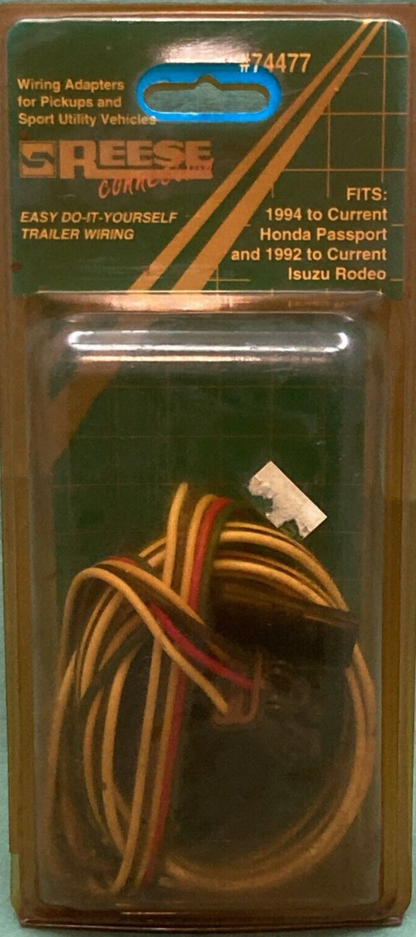 #74477
Wiring Adapters
for Pickups and
Sport Utility Vehicles
REESE
CONNECTION
EASY DO-IT-YOURSELF
TRAILER WIRING
FITS:
1994 to Current
Honda Passport
and 1992 to Current
Isuzu Rodeo